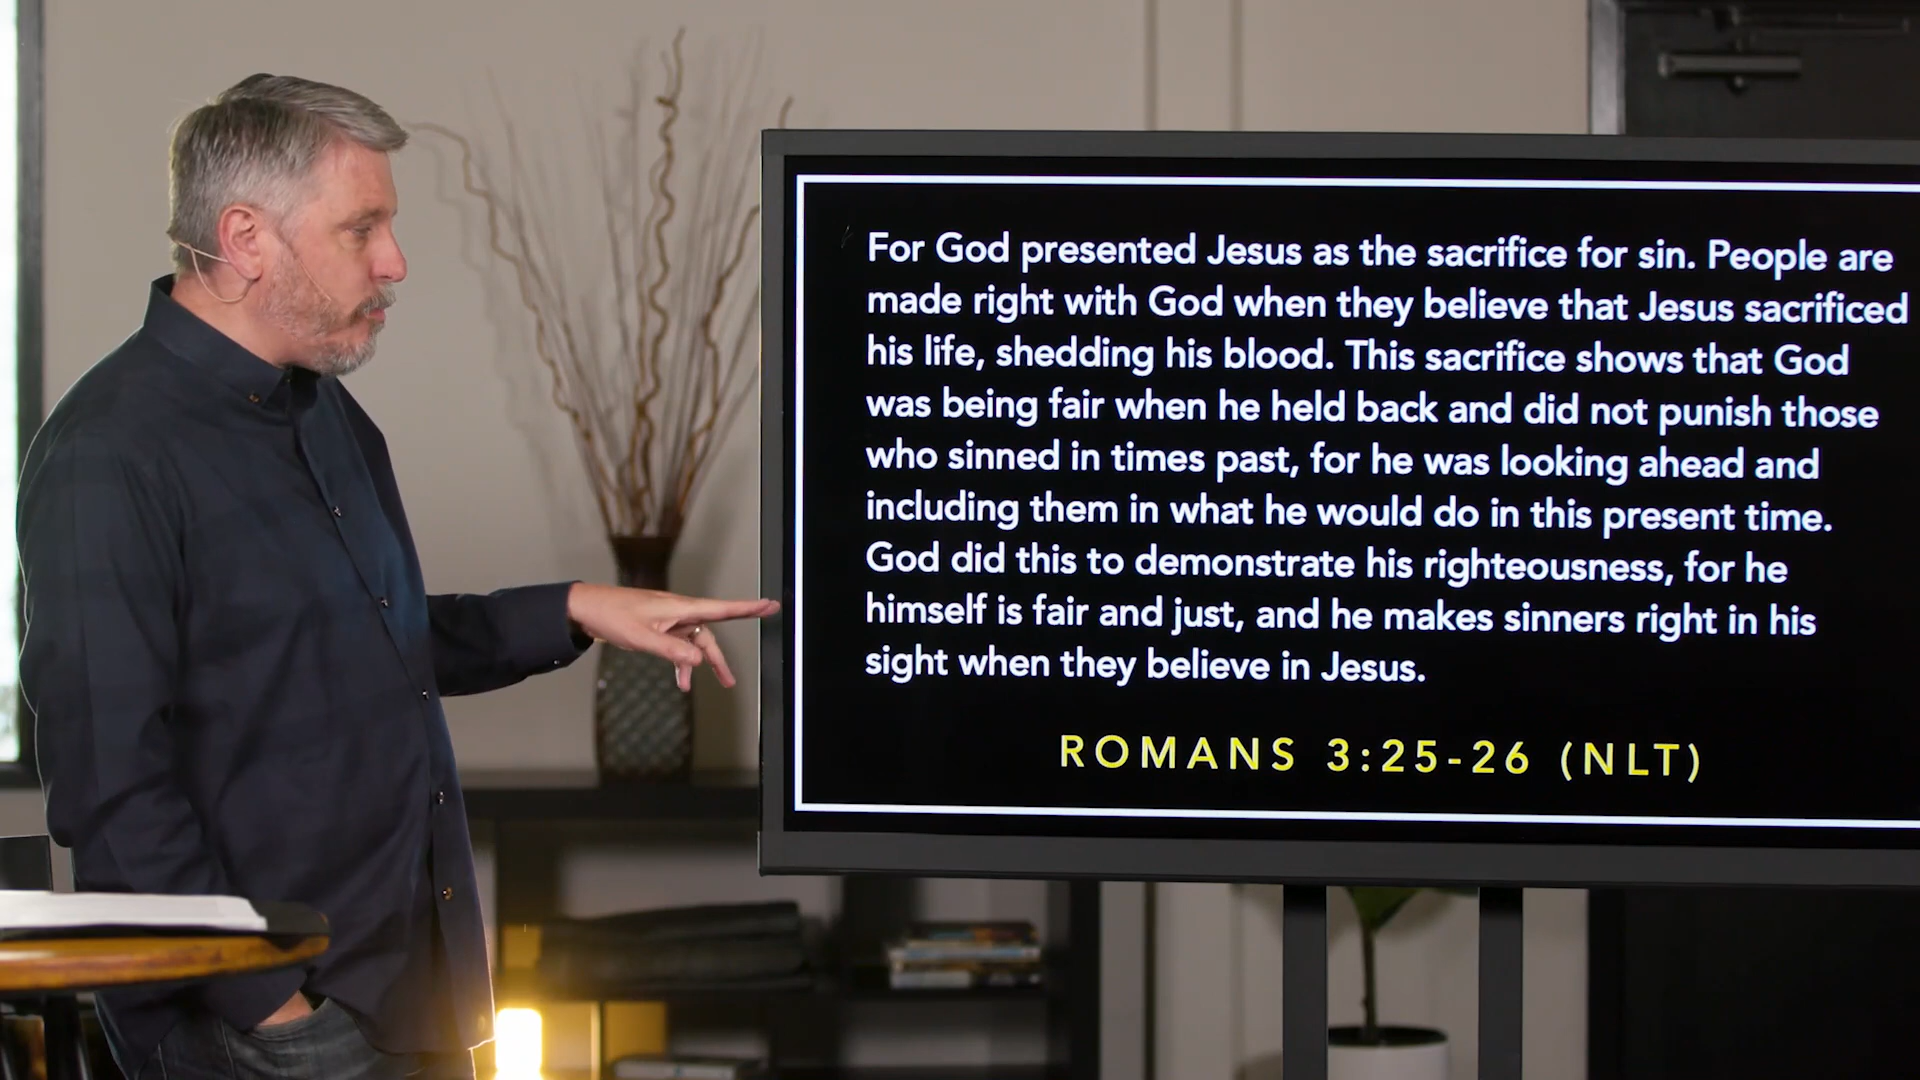 For God presented Jesus as the sacrifice for sin. People are
made right with God when they believe that Jesus sacrificed
his life, shedding his blood. This sacrifice shows that God
was being fair when he held back and did not punish those
who sinned in times past, for he was looking ahead and
including them in what he would do in this present time.
God did this to demonstrate his righteousness, for he
himself is fair and just, and he makes sinners right in his
sight when they believe in Jesus.
ROMANS 3:25-26 (NLT)